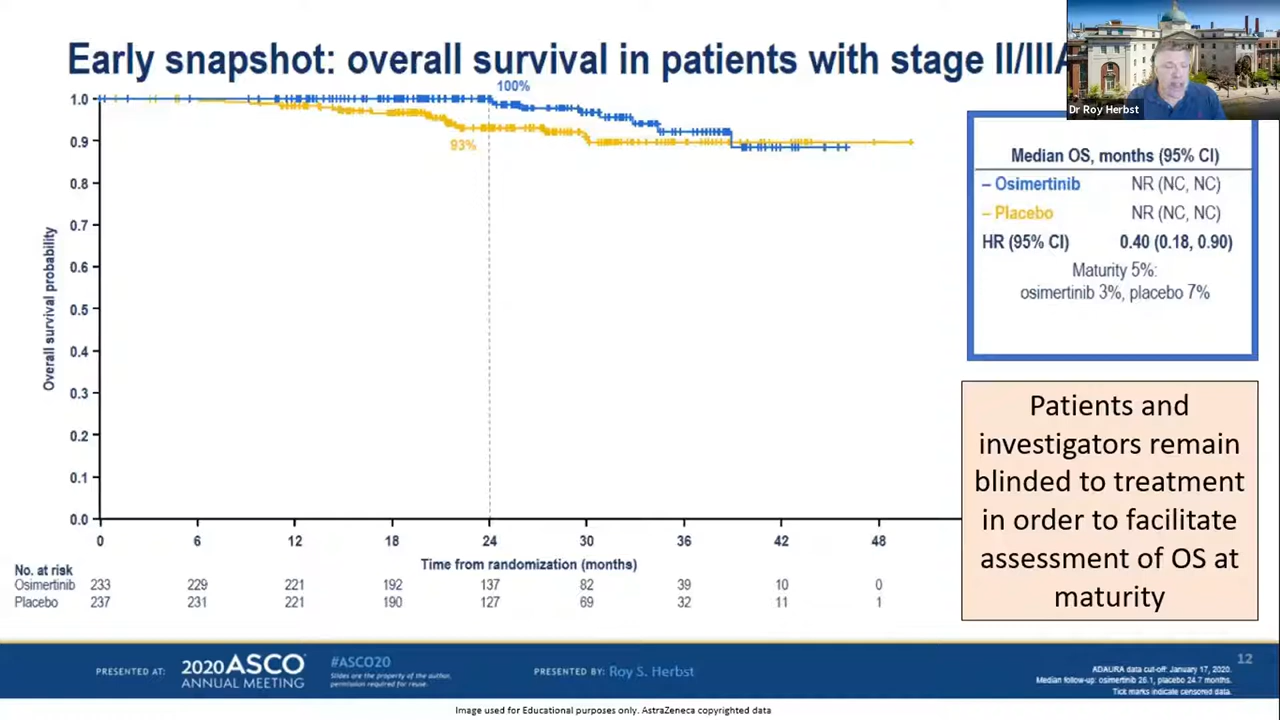 Early snapshot: overall survival in patients with stage II/IIIA
Dr Roy Herbst
100%
93%
1.0
0.9
0.8
0.7
0.6
0.5
0.4
0.3
0.2
0.1
0.0
Overall survival probability
0 6 12 18 24 30 36 42 48
Time from randomization (months)
No. at risk
Osimertinib 233 229 221 192 137 82 39 10 0
Placebo 237 231 221 190 127 69 32 11 1
Median OS, months (95% CI)
– Osimertinib NR (NC, NC)
– Placebo NR (NC, NC)
HR (95% CI) 0.40 (0.18, 0.90)
Maturity 5%:
osimertinib 3%, placebo 7%
Patients and
investigators remain
blinded to treatment
in order to facilitate
assessment of OS at
maturity
PRESENTED AT:
2020 ASCO
ANNUAL MEETING
#ASCO20
Slides are the property of the author,
permission required for reuse.
PRESENTED BY: Roy S. Herbst
12
ADAURA data cut-off: January 17, 2020.
Median follow-up: osimertinib 26.1, placebo 24.7 months.
Tick marks indicate censored data.
Image used for Educational purposes only. AstraZeneca copyrighted data